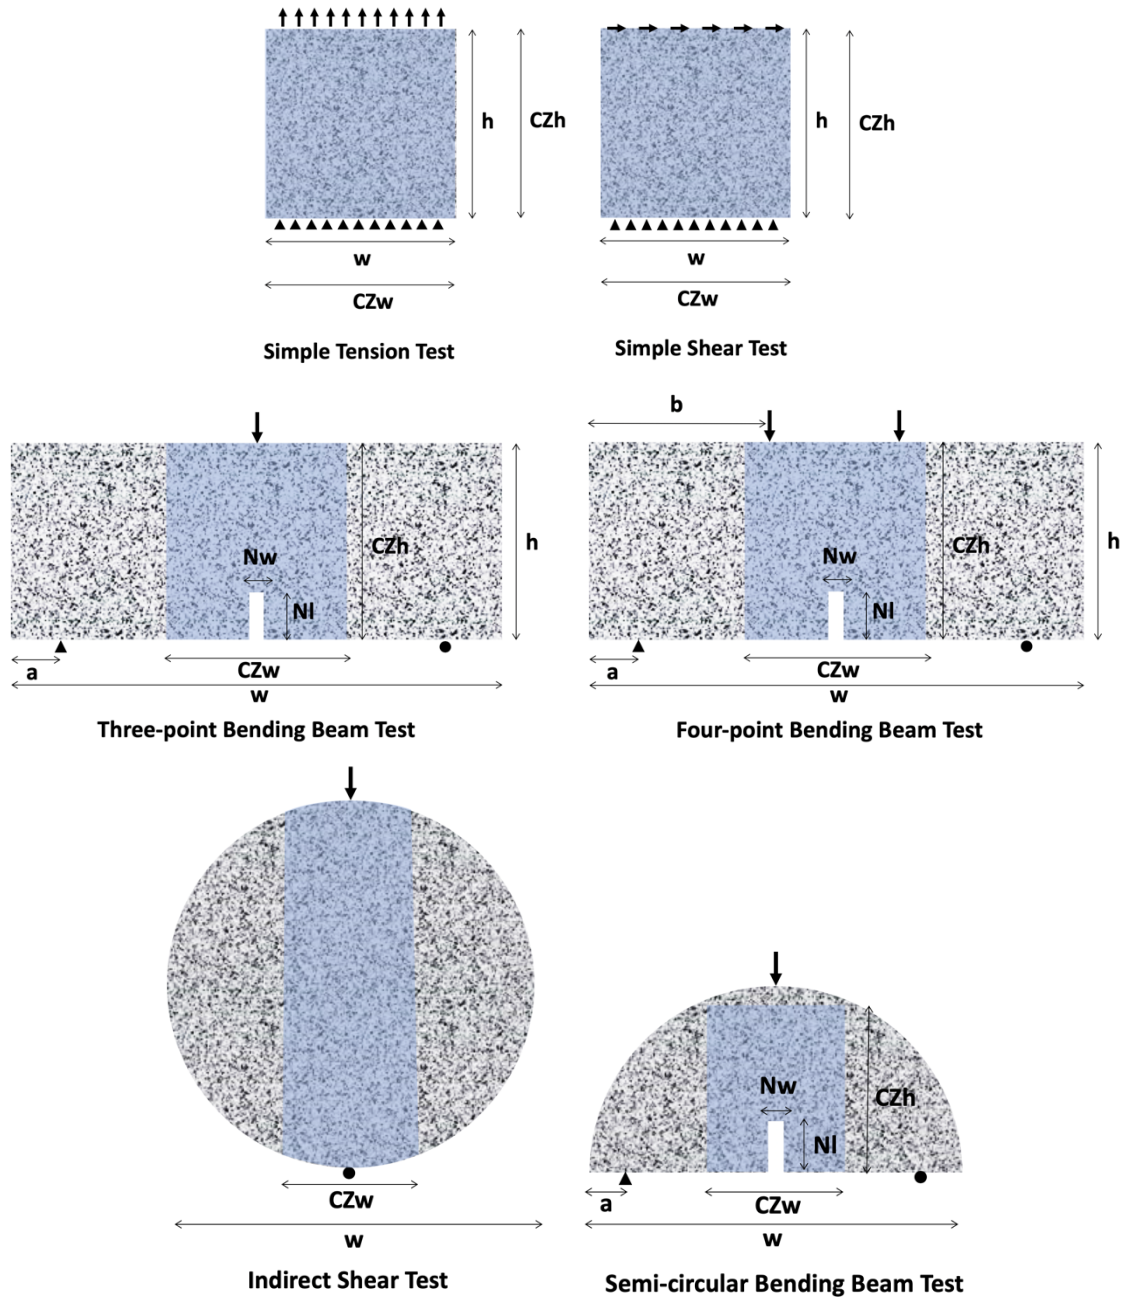 h
CZh
w
CZw
Simple Tension Test
h
CZh
w
CZw
Simple Shear Test
Nw
Nl
CZh
h
a
CZw
w
Three-point Bending Beam Test
b
Nw
Nl
CZh
h
a
CZw
w
Four-point Bending Beam Test
CZw
w
Indirect Shear Test
Nw
Nl
CZh
a
CZw
w
Semi-circular Bending Beam Test